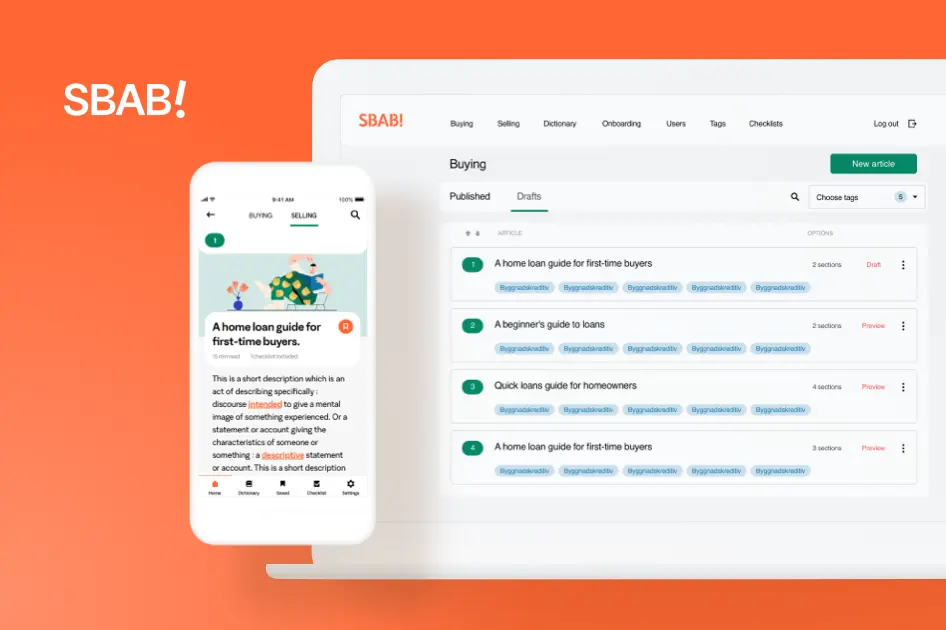 SBAB!
9:41 AM
100%
BUYING
SELLING
1
A home loan guide for
first-time buyers.
15 min read
1 checklist included
This is a short description which is an
act of describing specifically :
discourse intended to give a mental
image of something experienced. Or a
statement or account giving the
characteristics of someone or
something : a descriptive statement
or account. This is a short description
Home
Dictionary
Saved
Checklist
Settings
SBAB!
Buying
Selling
Dictionary
Onboarding
Users
Tags
Checklists
Log out
Buying
New article
Published
Drafts
Choose tags
5
ARTICLE
OPTIONS
1
A home loan guide for first-time buyers
2 sections
Draft
Byggnadskreditiv Byggnadskreditiv Byggnadskreditiv Byggnadskreditiv Byggnadskreditiv
2
A beginner's guide to loans
2 sections
Preview
Byggnadskreditiv Byggnadskreditiv Byggnadskreditiv Byggnadskreditiv Byggnadskreditiv
3
Quick loans guide for homeowners
4 sections
Preview
Byggnadskreditiv Byggnadskreditiv Byggnadskreditiv Byggnadskreditiv Byggnadskreditiv
4
A home loan guide for first-time buyers
3 sections
Preview
Byggnadskreditiv Byggnadskreditiv Byggnadskreditiv Byggnadskreditiv Byggnadskreditiv